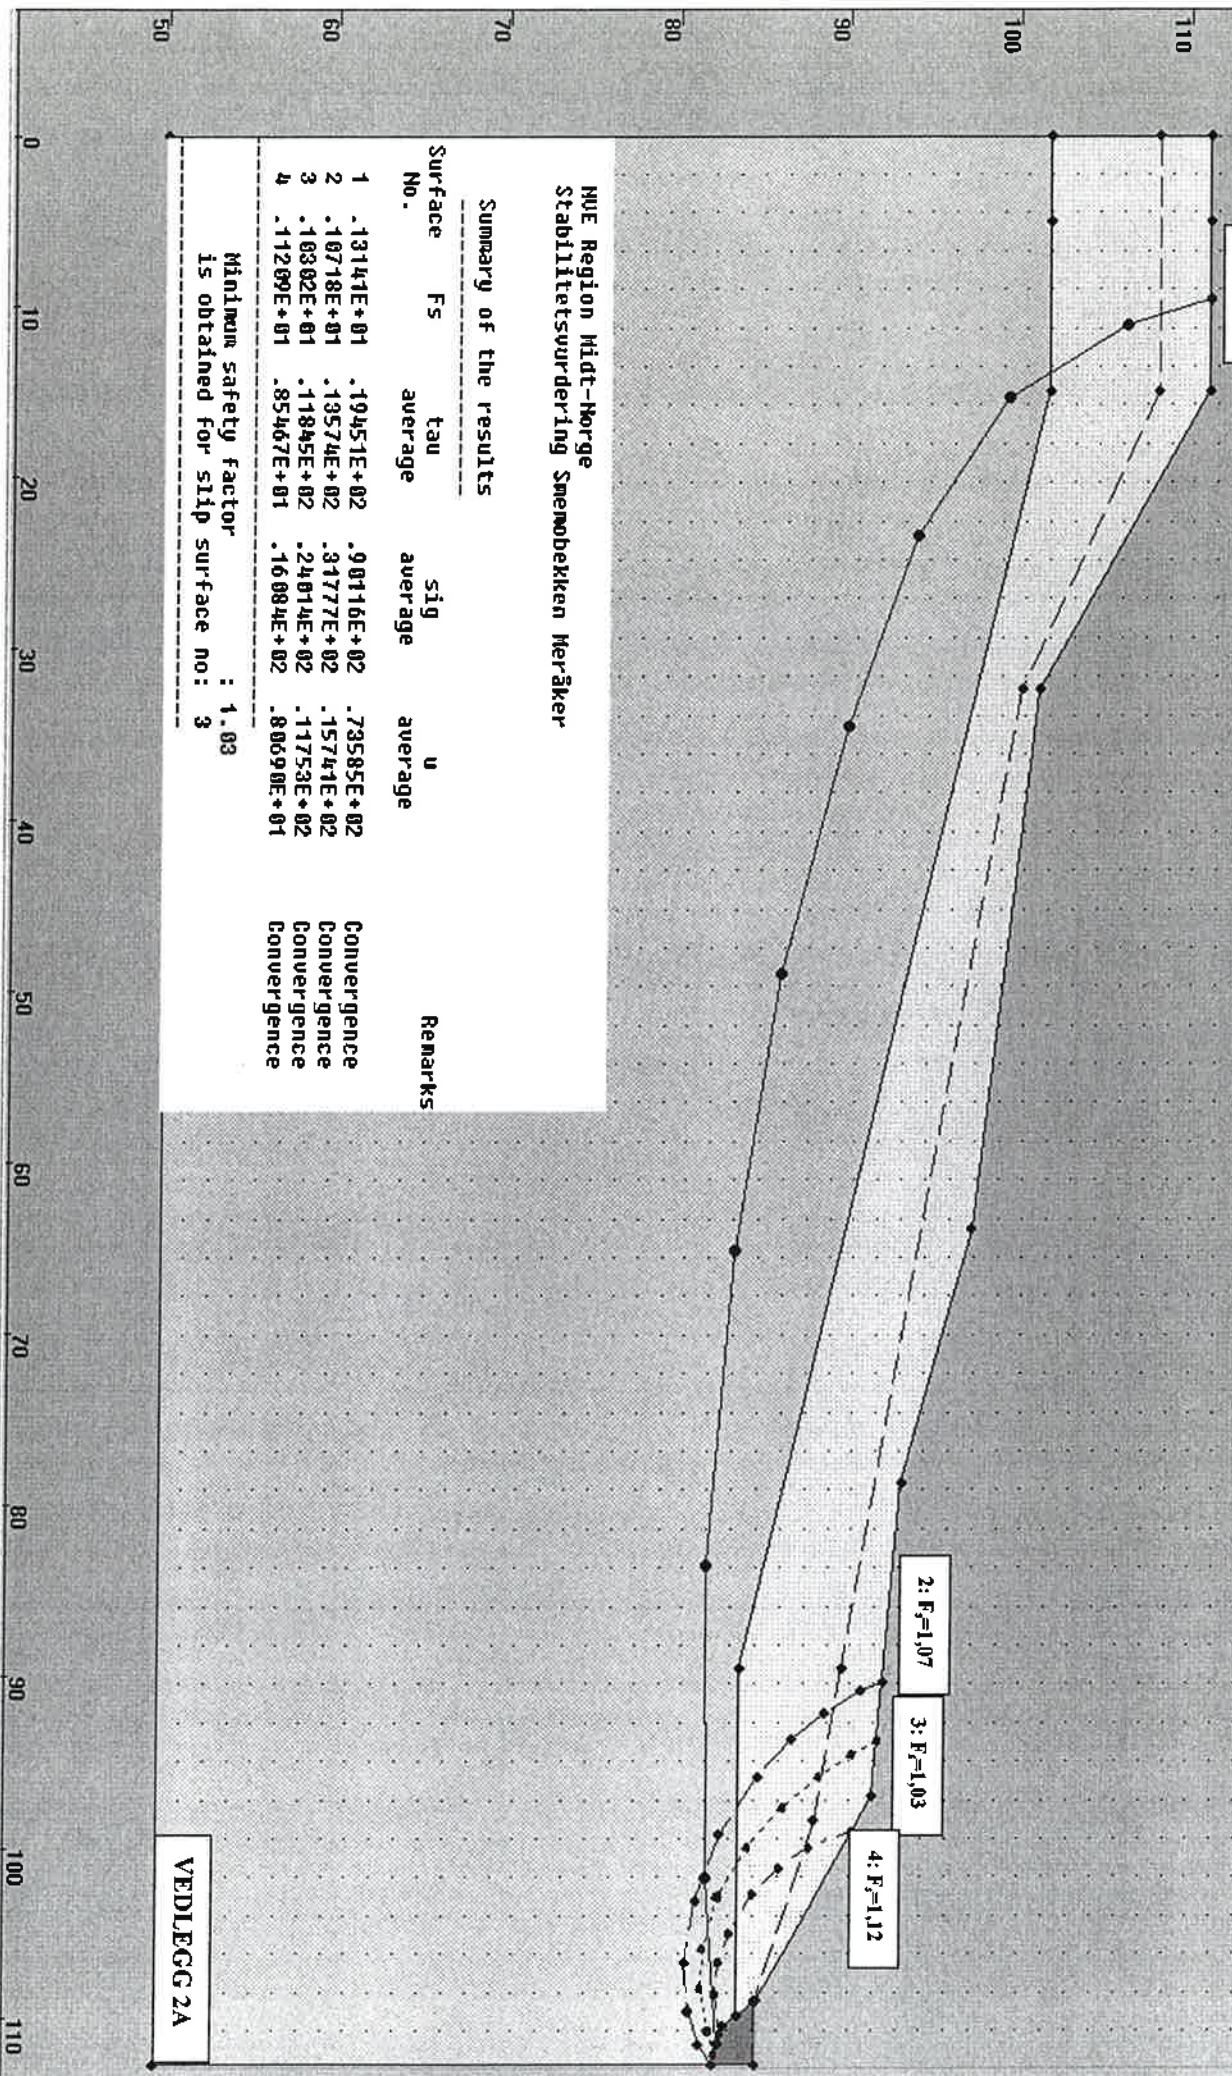 NVE Region Midt-Norge
Stabilitetsvurdering Smemobekken Meråker
Summary of the results
----------------------
Surface Fs tau sig u Remarks
No. average average average
1 .13141E+01 .19451E+02 .90116E+02 .73585E+02 Convergence
2 .10718E+01 .13574E+02 .31777E+02 .15741E+02 Convergence
3 .10302E+01 .11845E+02 .24014E+02 .11753E+02 Convergence
4 .11209E+01 .85467E+01 .16084E+02 .80690E+01 Convergence
Minimum safety factor : 1.03
is obtained for slip surface no: 3
2: Fs=1,07
3: Fs=1,03
4: Fs=1,12
VEDLEGG 2A
110
100
90
80
70
60
50
0 10 20 30 40 50 60 70 80 90 100 110